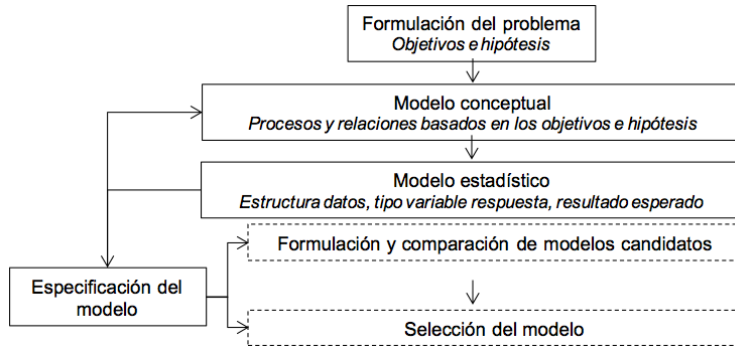 Formulación del problema
Objetivos e hipótesis
Modelo conceptual
Procesos y relaciones basados en los objetivos e hipótesis
Modelo estadístico
Estructura datos, tipo variable respuesta, resultado esperado
Formulación y comparación de modelos candidatos
Especificación del
modelo
Selección del modelo